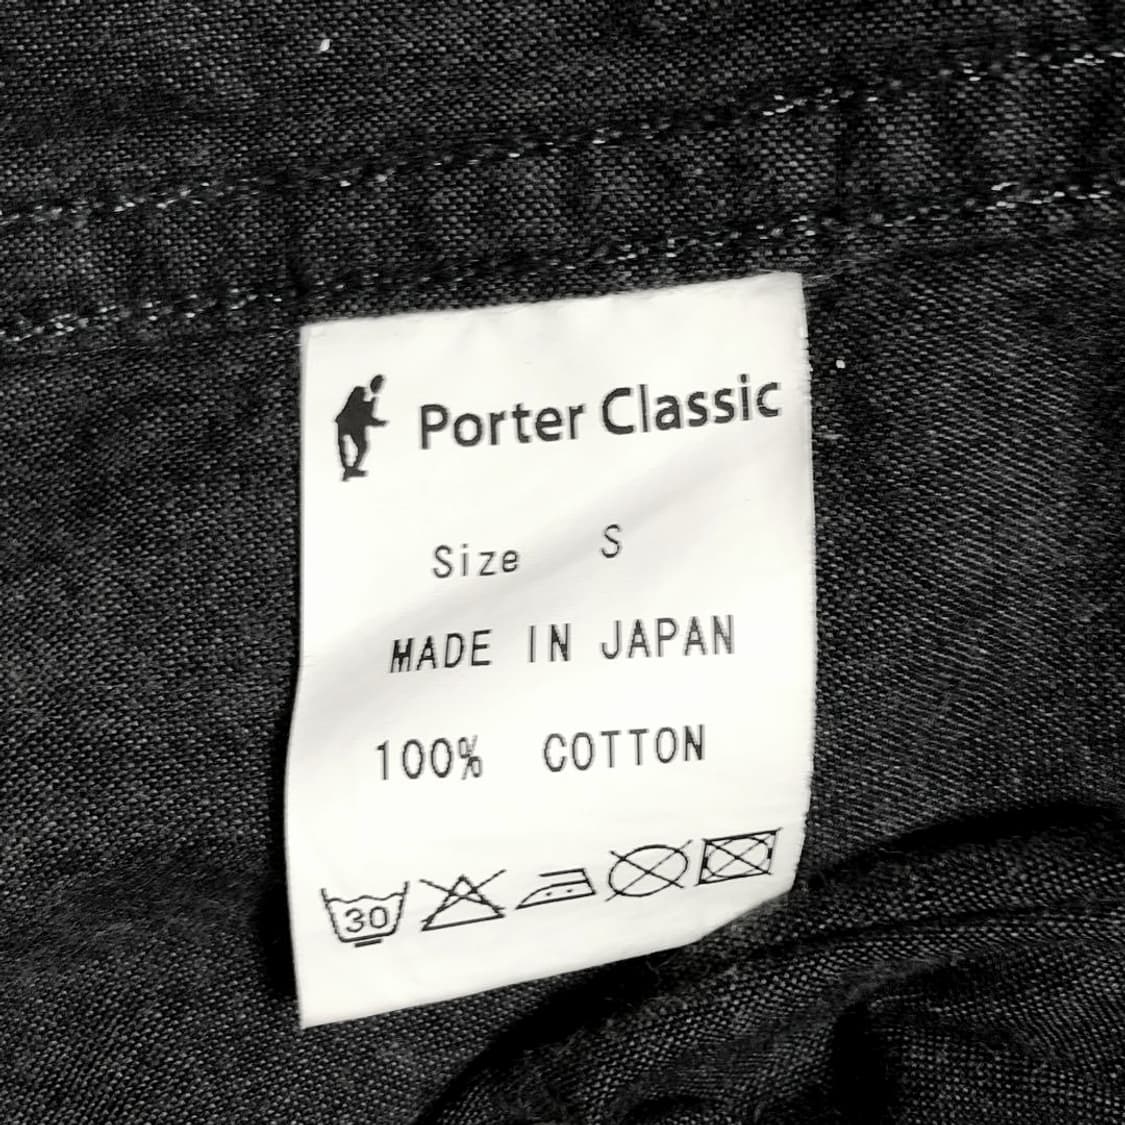 Porter Classic
Size S
MADE IN JAPAN
100% COTTON
30